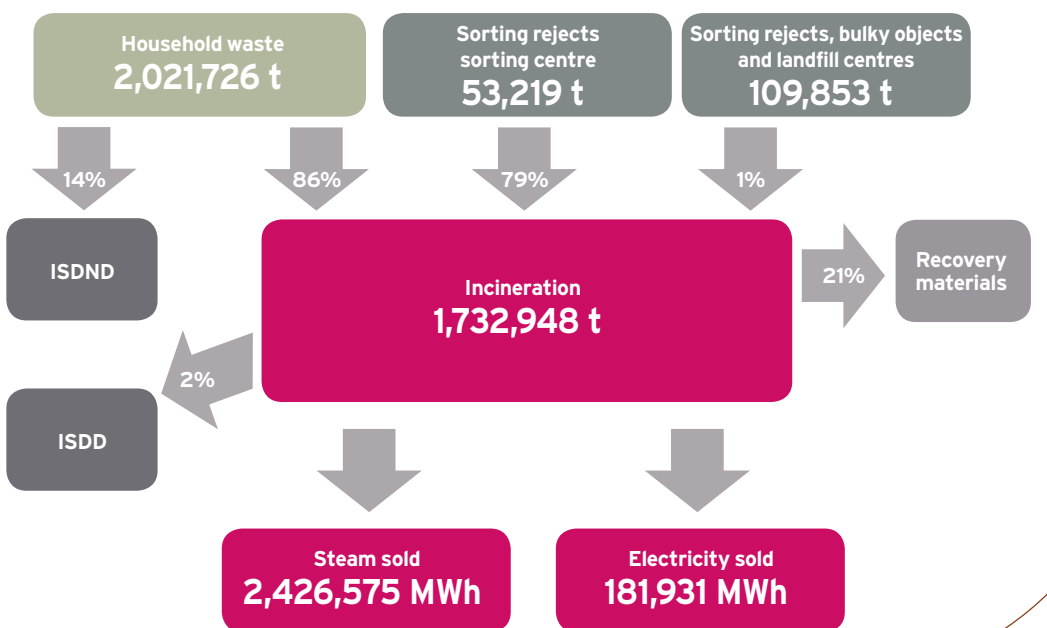 Household waste
2,021,726 t
Sorting rejects
sorting centre
53,219 t
Sorting rejects, bulky objects
and landfill centres
109,853 t
14%
86%
79%
1%
ISDND
Incineration
1,732,948 t
21%
Recovery
materials
2%
ISDD
Steam sold
2,426,575 MWh
Electricity sold
181,931 MWh